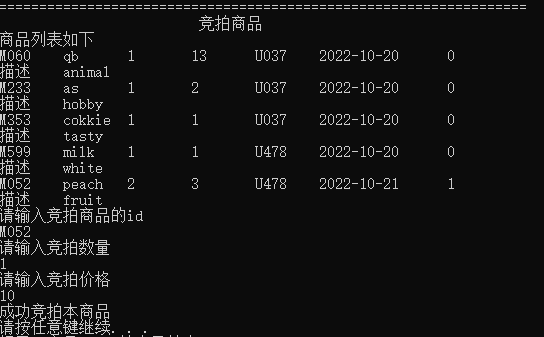 ================================================================
竞拍商品
商品列表如下
M060 qb 1 13 U037 2022-10-20 0
描述 animal
M233 as 1 2 U037 2022-10-20 0
描述 hobby
M353 cokkie 1 1 U037 2022-10-20 0
描述 tasty
M599 milk 1 1 U478 2022-10-20 0
描述 white
M052 peach 2 3 U478 2022-10-21 1
描述 fruit
请输入竞拍商品的id
M052
请输入竞拍数量
1
请输入竞拍价格
10
成功竞拍本商品
请按任意键继续. . .